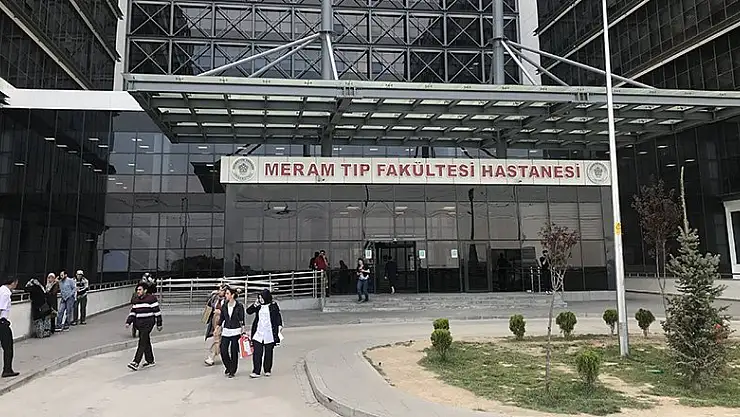 MERAM TIP FAKÜLTESİ HASTANESİ